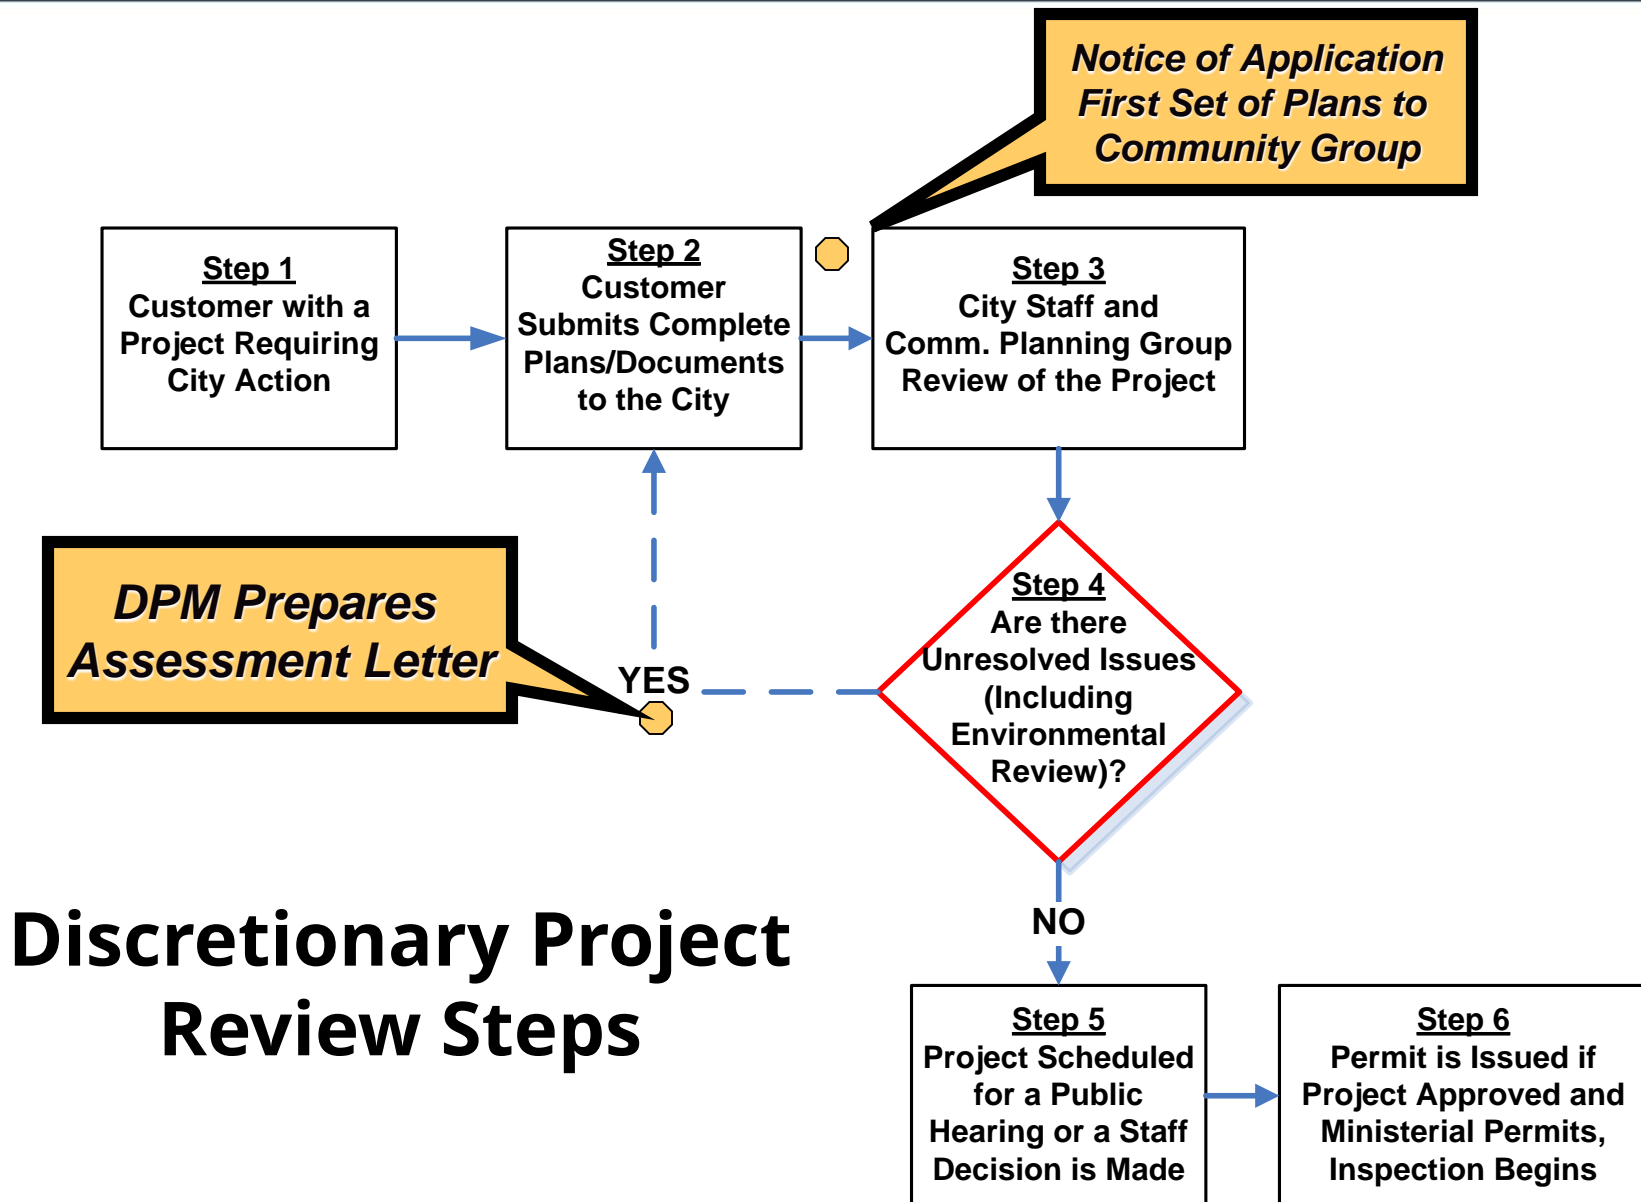 Notice of Application
First Set of Plans to
Community Group
Step 1
Customer with a
Project Requiring
City Action
Step 2
Customer
Submits Complete
Plans/Documents
to the City
Step 3
City Staff and
Comm. Planning Group
Review of the Project
DPM Prepares
Assessment Letter
YES
Step 4
Are there
Unresolved Issues
(Including
Environmental
Review)?
NO
Discretionary Project
Review Steps
Step 5
Project Scheduled
for a Public
Hearing or a Staff
Decision is Made
Step 6
Permit is Issued if
Project Approved and
Ministerial Permits,
Inspection Begins